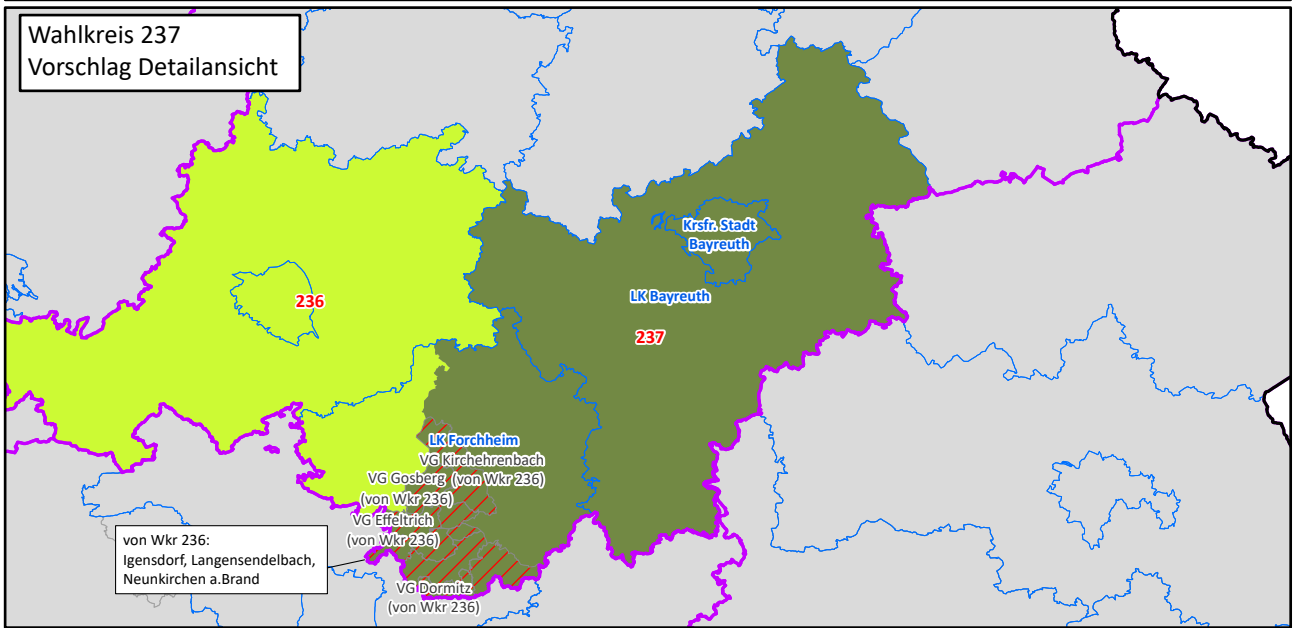 Wahlkreis 237
Vorschlag Detailansicht
Krsfr. Stadt
Bayreuth
LK Bayreuth
236
237
LK Forchheim
VG Kirchehrenbach
(von Wkr 236)
VG Gosberg
(von Wkr 236)
VG Effeltrich
(von Wkr 236)
von Wkr 236:
Igensdorf, Langensendelbach,
Neunkirchen a.Brand
VG Dormitz
(von Wkr 236)